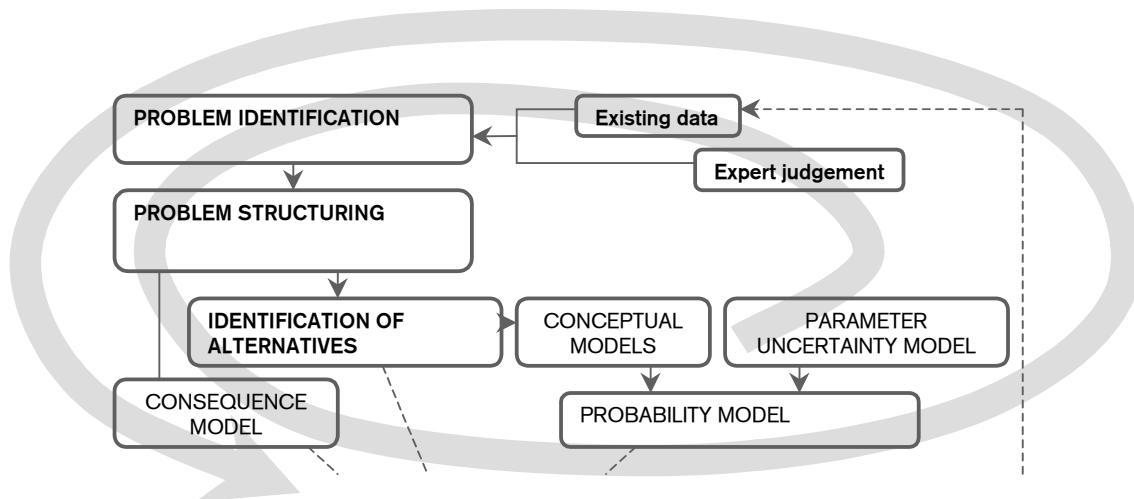 PROBLEM IDENTIFICATION
Existing data
Expert judgement
PROBLEM STRUCTURING
IDENTIFICATION OF
ALTERNATIVES
CONCEPTUAL
MODELS
PARAMETER
UNCERTAINTY MODEL
CONSEQUENCE
MODEL
PROBABILITY MODEL